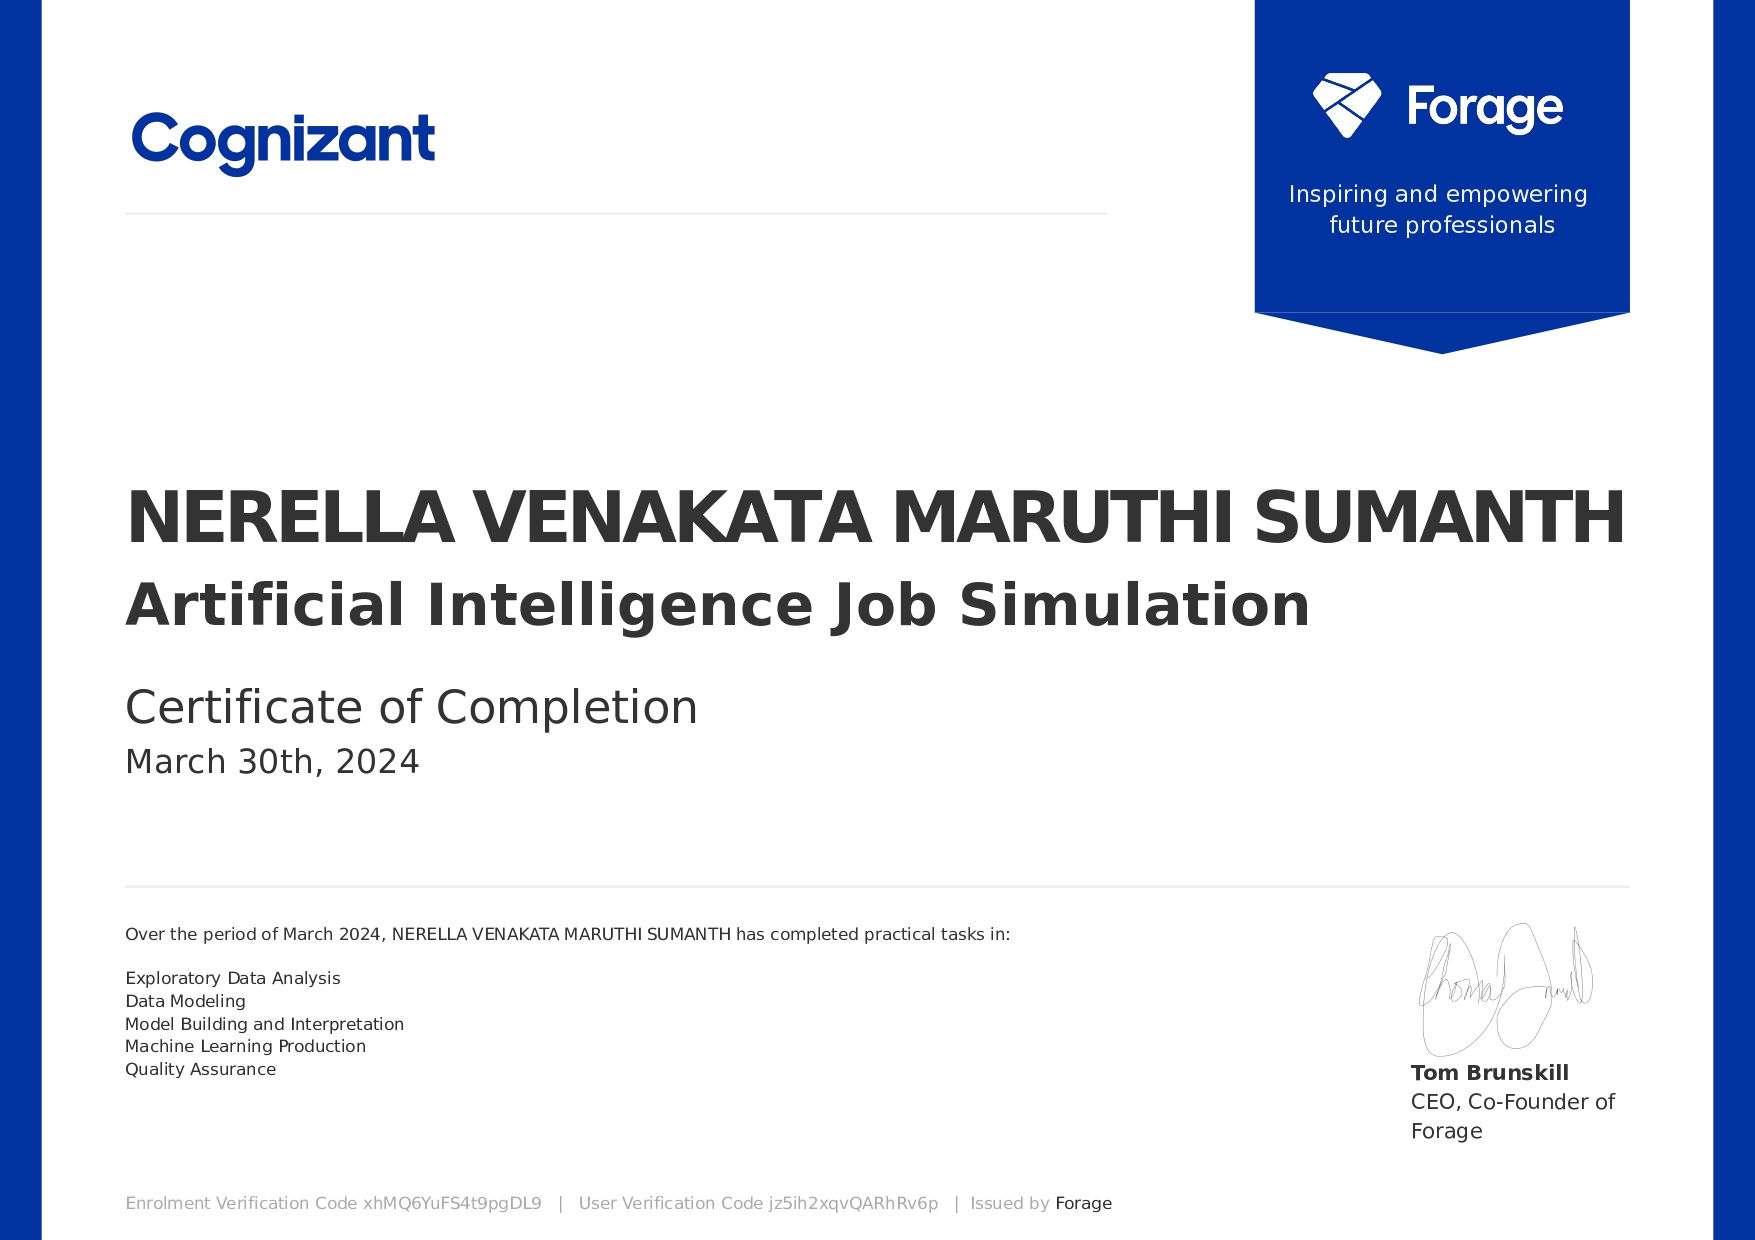 Cognizant
Forage
Inspiring and empowering
future professionals
NERELLA VENAKATA MARUTHI SUMANTH
Artificial Intelligence Job Simulation
Certificate of Completion
March 30th, 2024
Over the period of March 2024, NERELLA VENAKATA MARUTHI SUMANTH has completed practical tasks in:
Exploratory Data Analysis
Data Modeling
Model Building and Interpretation
Machine Learning Production
Quality Assurance
Tom Brunskill
CEO, Co-Founder of
Forage
Enrolment Verification Code xhMQ6YuFS4t9pgDL9 | User Verification Code jz5ih2xqvQARhRv6p | Issued by Forage